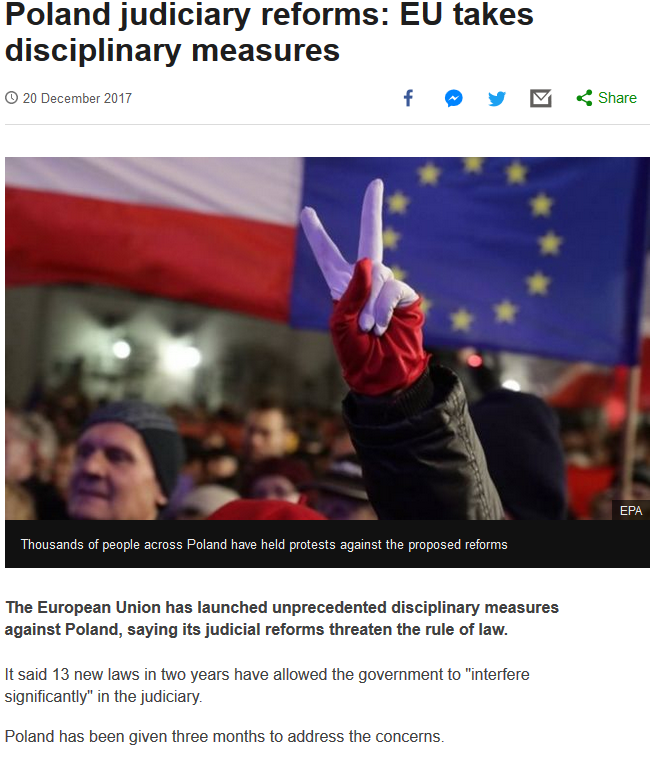 Poland judiciary reforms: EU takes
disciplinary measures
20 December 2017
Share
EPA
Thousands of people across Poland have held protests against the proposed reforms
The European Union has launched unprecedented disciplinary measures
against Poland, saying its judicial reforms threaten the rule of law.
It said 13 new laws in two years have allowed the government to "interfere
significantly" in the judiciary.
Poland has been given three months to address the concerns.